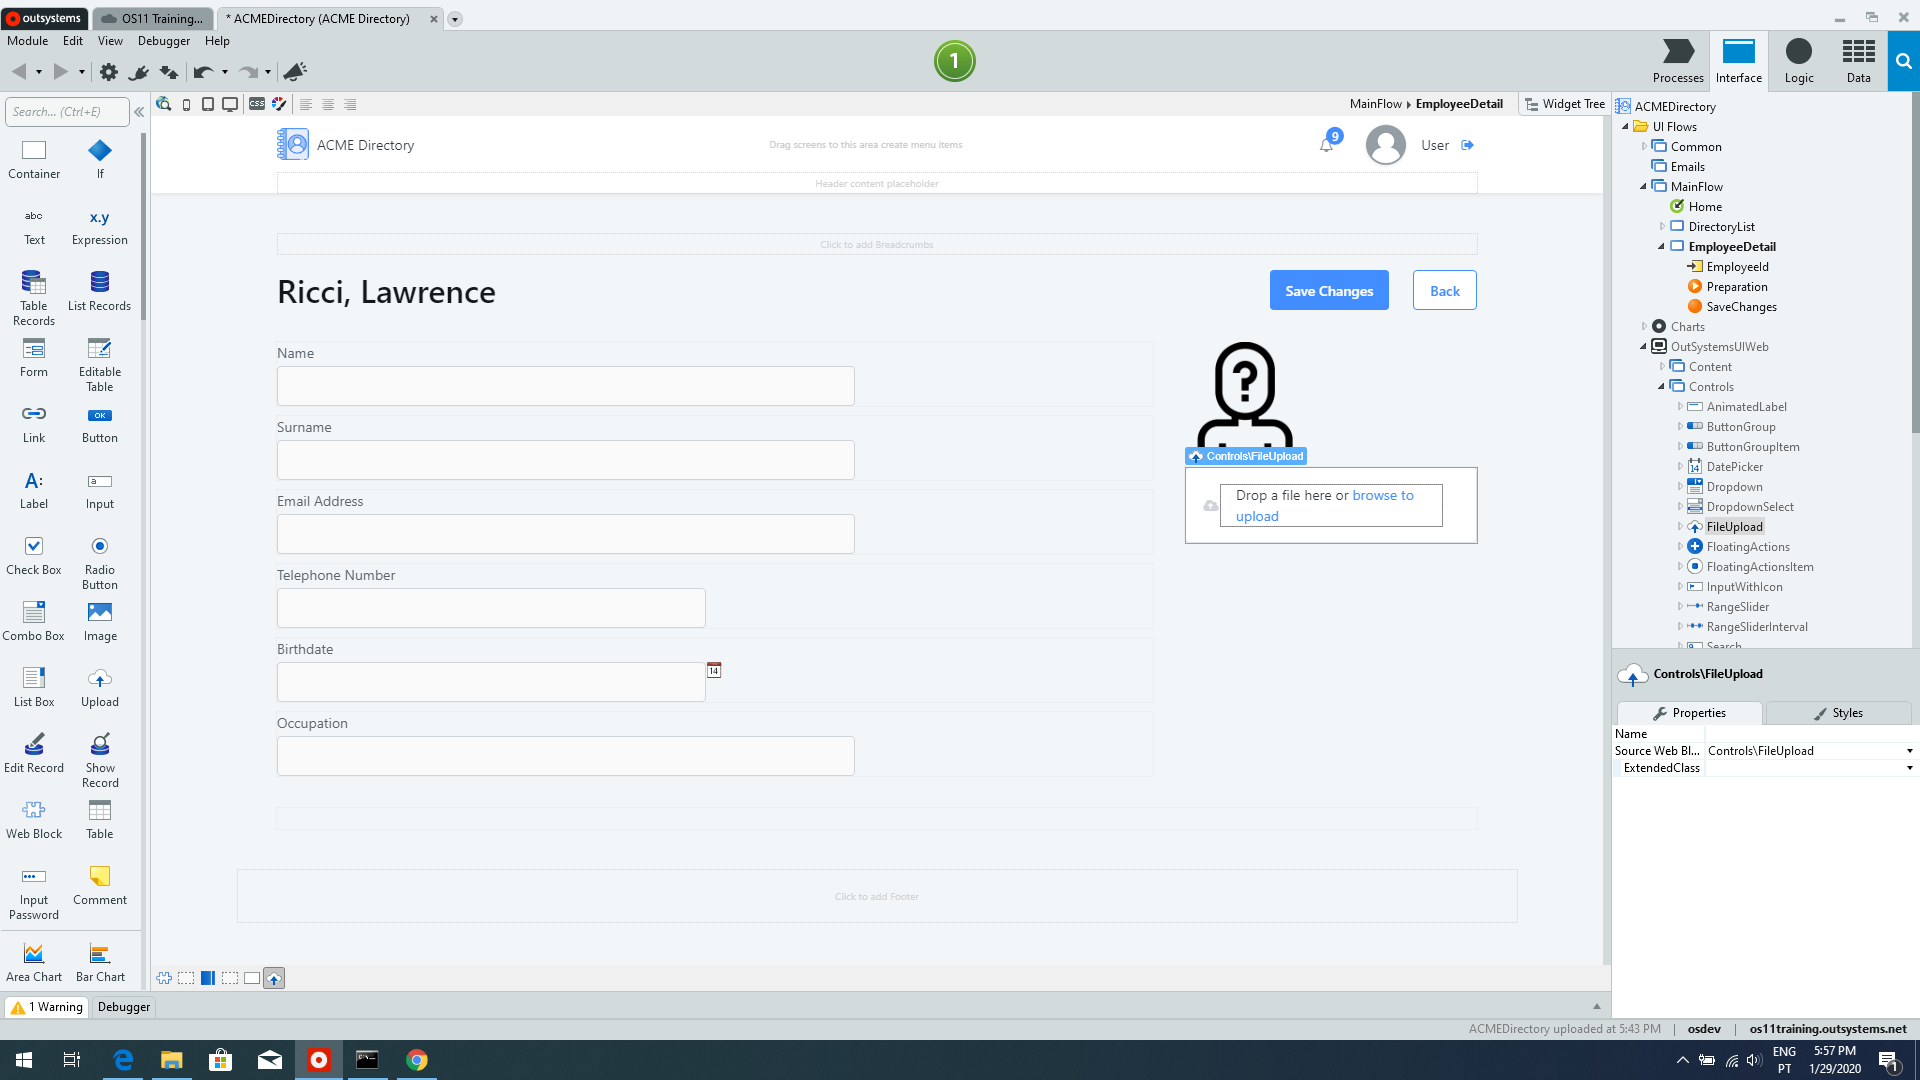 outsystems
OS11 Training...
* ACMEDirectory (ACME Directory)
Module Edit View Debugger Help
1
Processes Interface Logic Data
Search... (Ctrl+E)
css
MainFlow EmployeeDetail
Widget Tree
Container
If
abc
Text
x.y
Expression
Table Records
List Records
Form
Editable Table
Link
OK
Button
A:
Label
a
Input
Check Box
Radio Button
Combo Box
Image
List Box
Upload
Edit Record
Show Record
Web Block
Table
Input Password
Comment
Area Chart
Bar Chart
ACME Directory
Drag screens to this area create menu items
9
User
Header content placeholder
Click to add Breadcrumbs
Ricci, Lawrence
Save Changes
Back
Name
Surname
Email Address
Telephone Number
Birthdate
14
Occupation
?
Controls\FileUpload
Drop a file here or browse to
upload
Click to add Footer
ACMEDirectory
UI Flows
Common
Emails
MainFlow
Home
DirectoryList
EmployeeDetail
EmployeeId
Preparation
SaveChanges
Charts
OutSystemsUIWeb
Content
Controls
AnimatedLabel
ButtonGroup
ButtonGroupItem
14
DatePicker
Dropdown
DropdownSelect
FileUpload
FloatingActions
FloatingActionsItem
InputWithIcon
RangeSlider
RangeSliderInterval
Search
Controls\FileUpload
Properties
Styles
Name
Source Web Bl... Controls\FileUpload
ExtendedClass
1 Warning
Debugger
ACMEDirectory uploaded at 5:43 PM | osdev | os11training.outsystems.net
ENG
PT
5:57 PM
1/29/2020
1